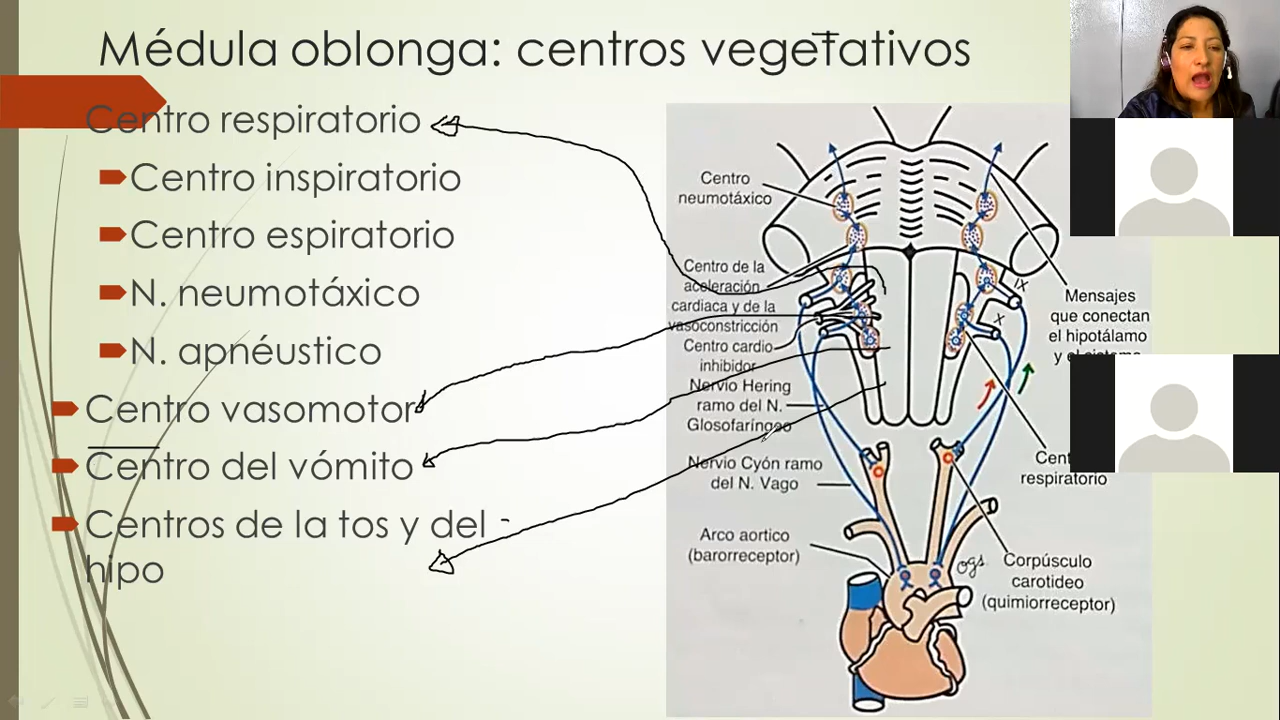 Médula oblonga: centros vegetativos
Centro respiratorio
Centro inspiratorio
Centro espiratorio
N. neumotáxico
N. apnéustico
Centro vasomotor
Centro del vómito
Centros de la tos y del
hipo
Centro
neumotáxico
Centro de la
aceleración
cardiaca y de la
vasoconstricción
Centro cardio
inhibidor
Nervio Hering
ramo del N.
Glosofaríngeo
Nervio Cyón ramo
del N. Vago
Arco aortico
(barorreceptor)
IX
X
Mensajes
que conectan
el hipotálamo
y el sistema
Cent
respiratorio
ogs
Corpúsculo
carotideo
(quimiorreceptor)